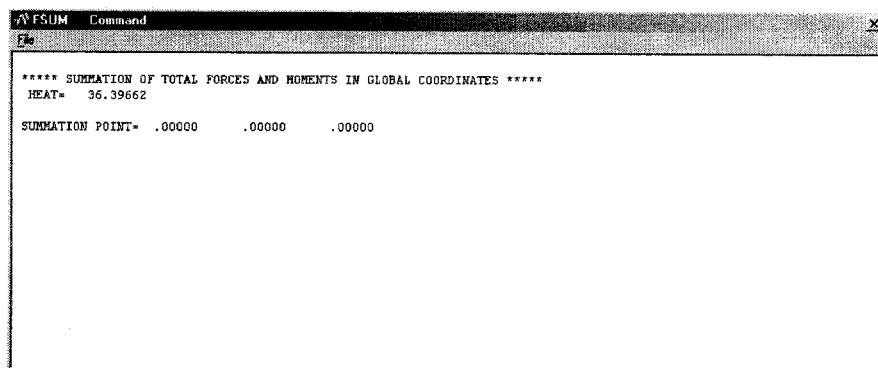 FSUM Command
File
***** SUMMATION OF TOTAL FORCES AND MOMENTS IN GLOBAL COORDINATES *****
HEAT= 36.39662
SUMMATION POINT= .00000 .00000 .00000